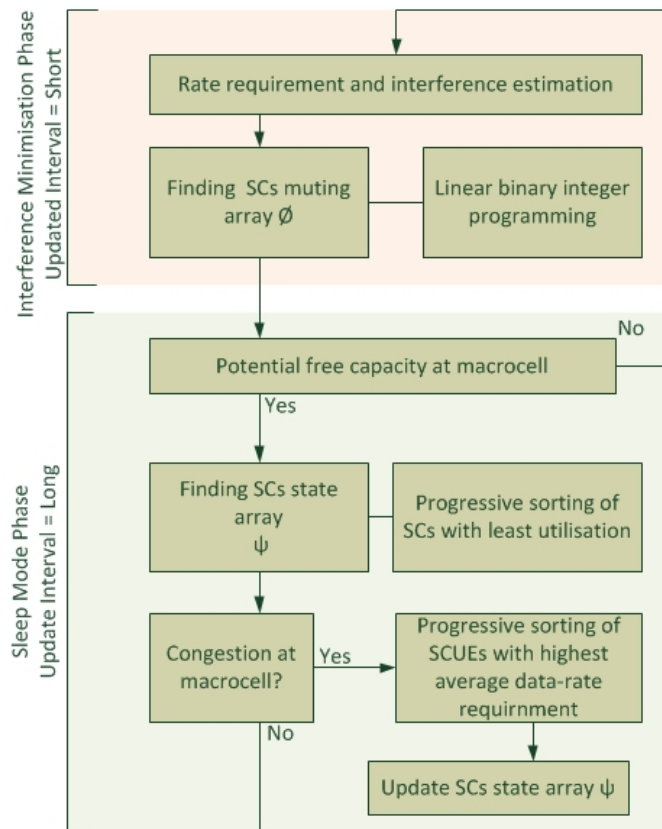 Interference Minimisation Phase
Updated Interval = Short
Rate requirement and interference estimation
Finding SCs muting
array Ø
Linear binary integer
programming
Sleep Mode Phase
Update Interval = Long
No
Potential free capacity at macrocell
Yes
Finding SCs state
array
ψ
Progressive sorting of
SCs with least utilisation
Congestion at
macrocell?
Yes
Progressive sorting of
SCUEs with highest
average data-rate
requirnment
No
Update SCs state array ψ